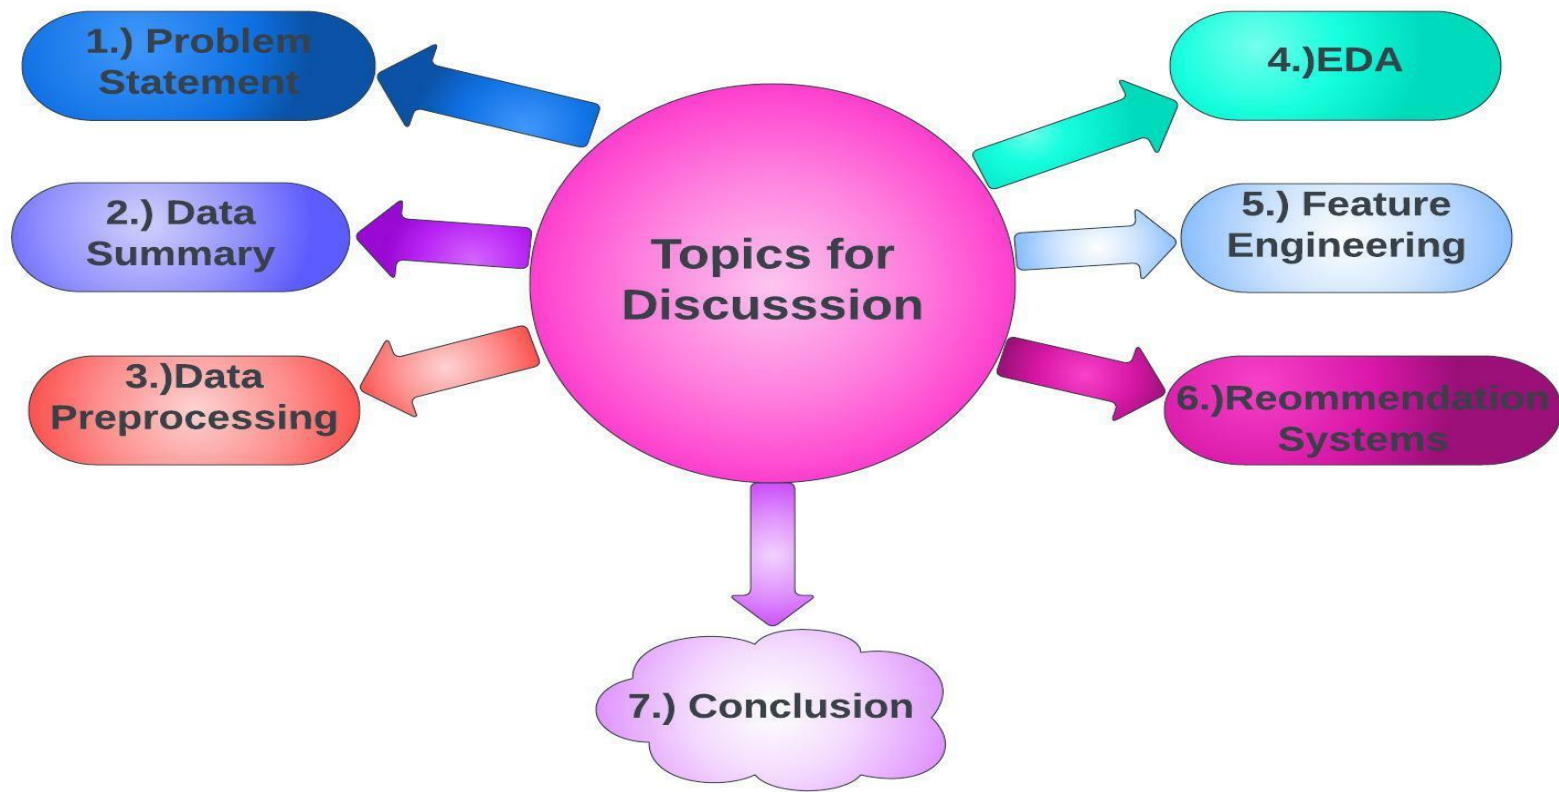 1.) Problem
Statement
2.) Data
Summary
3.)Data
Preprocessing
Topics for
Discusssion
4.)EDA
5.) Feature
Engineering
6.)Reommendation
Systems
7.) Conclusion